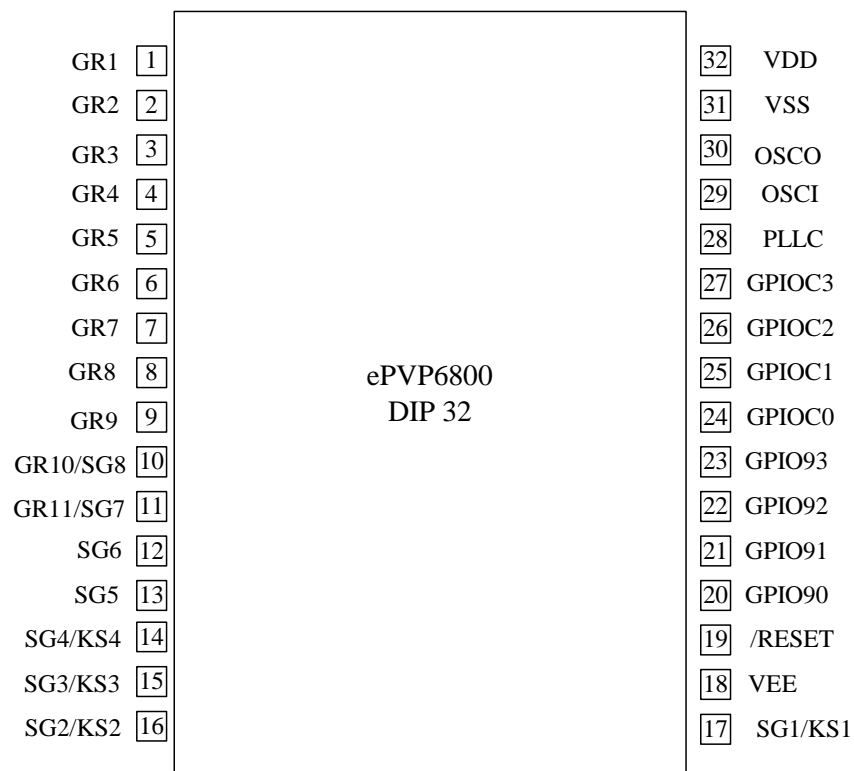 GR1 1 32 VDD
GR2 2 31 VSS
GR3 3 30 OSCO
GR4 4 29 OSCI
GR5 5 28 PLLC
GR6 6 27 GPIOC3
GR7 7 26 GPIOC2
GR8 8 ePVP6800 25 GPIOC1
GR9 9 DIP 32 24 GPIOC0
GR10/SG8 10 23 GPIO93
GR11/SG7 11 22 GPIO92
SG6 12 21 GPIO91
SG5 13 20 GPIO90
SG4/KS4 14 19 /RESET
SG3/KS3 15 18 VEE
SG2/KS2 16 17 SG1/KS1